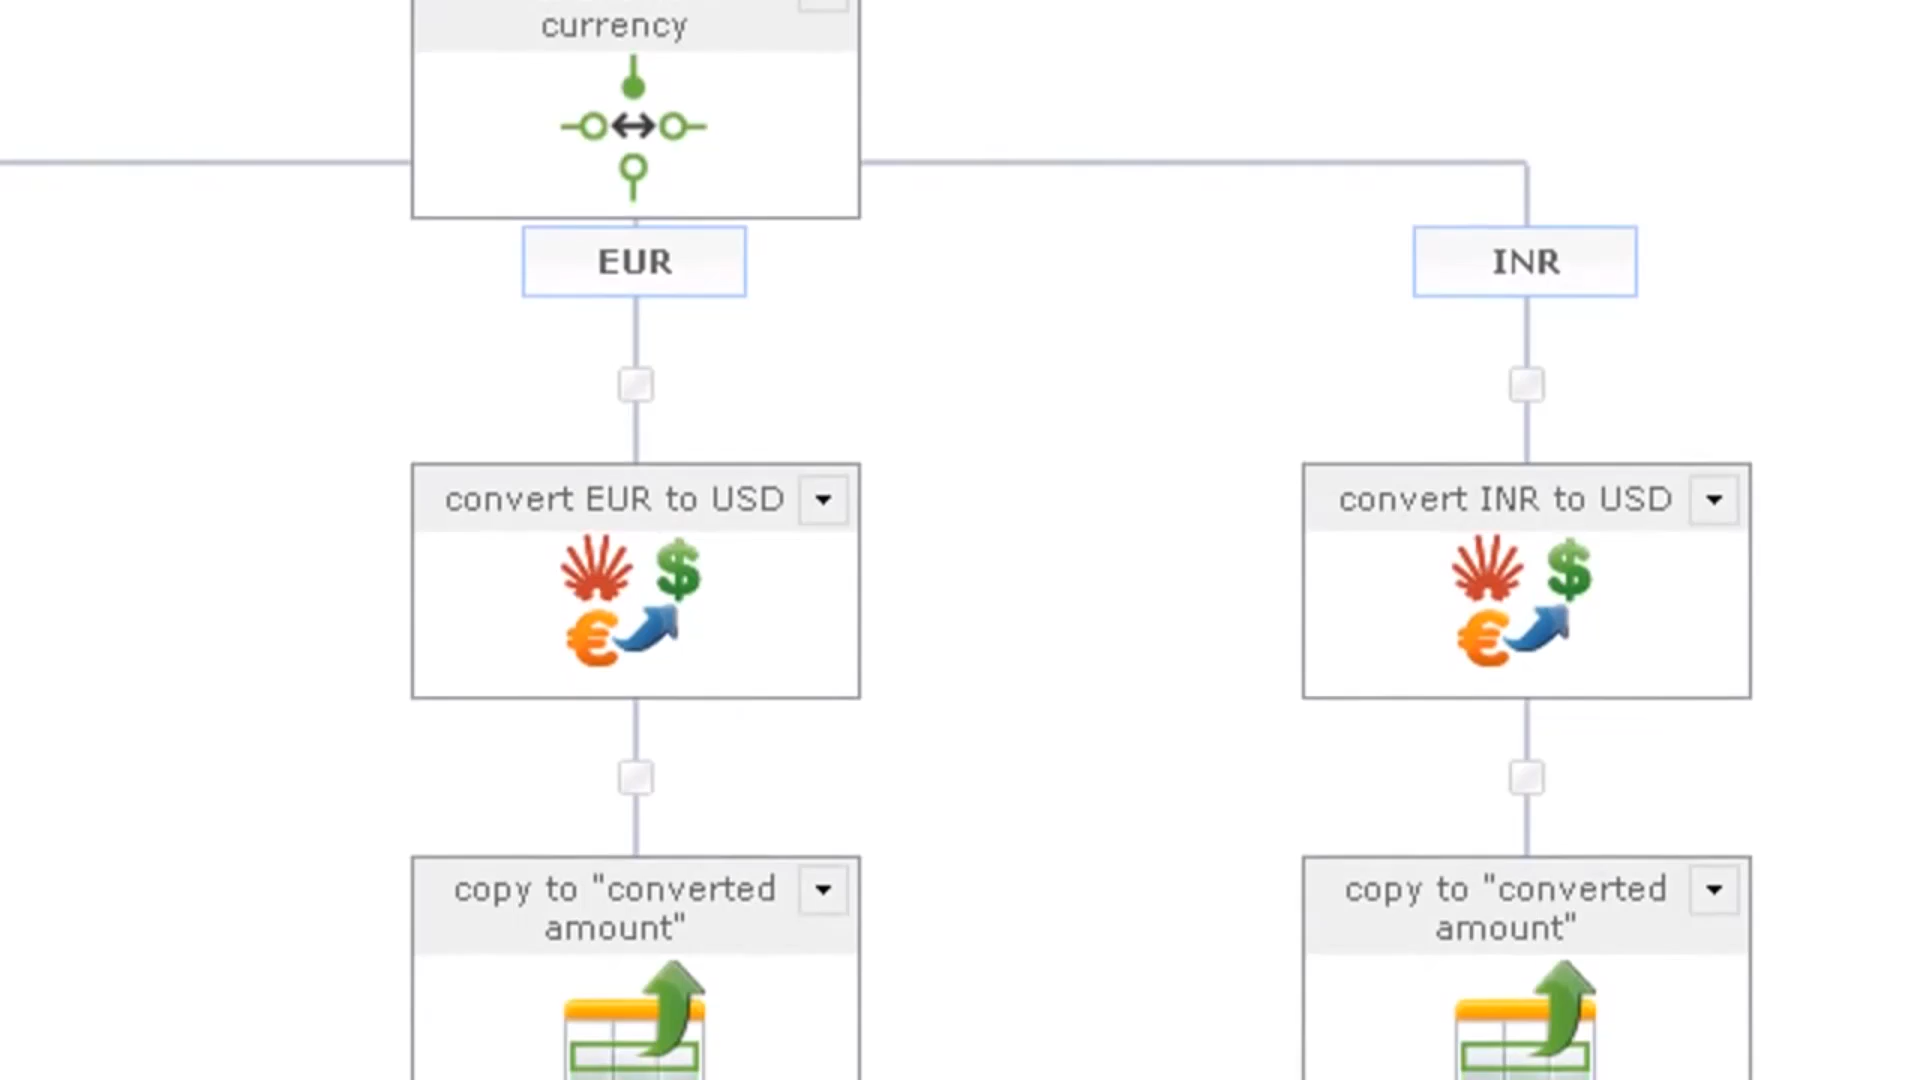 currency
EUR
INR
convert EUR to USD
convert INR to USD
copy to "converted
amount"
copy to "converted
amount"